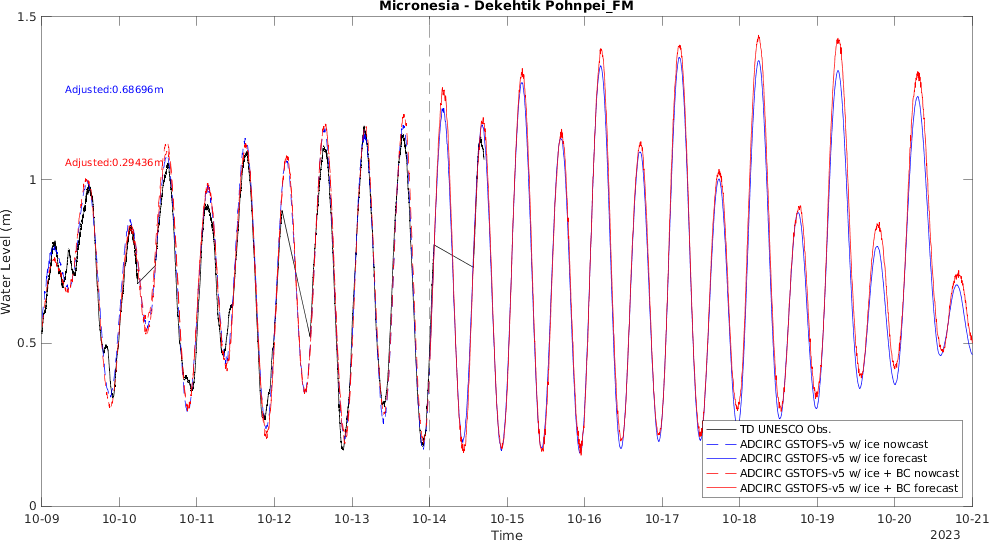 Micronesia - Dekehtik Pohnpei_FM
1.5
Adjusted:0.68696m
Adjusted:0.29436m
1
Water Level (m)
0.5
TD UNESCO Obs.
ADCIRC GSTOFS-v5 w/ ice nowcast
ADCIRC GSTOFS-v5 w/ ice forecast
ADCIRC GSTOFS-v5 w/ ice + BC nowcast
ADCIRC GSTOFS-v5 w/ ice + BC forecast
0
10-09 10-10 10-11 10-12 10-13 10-14 10-15 10-16 10-17 10-18 10-19 10-20 10-21
Time
2023